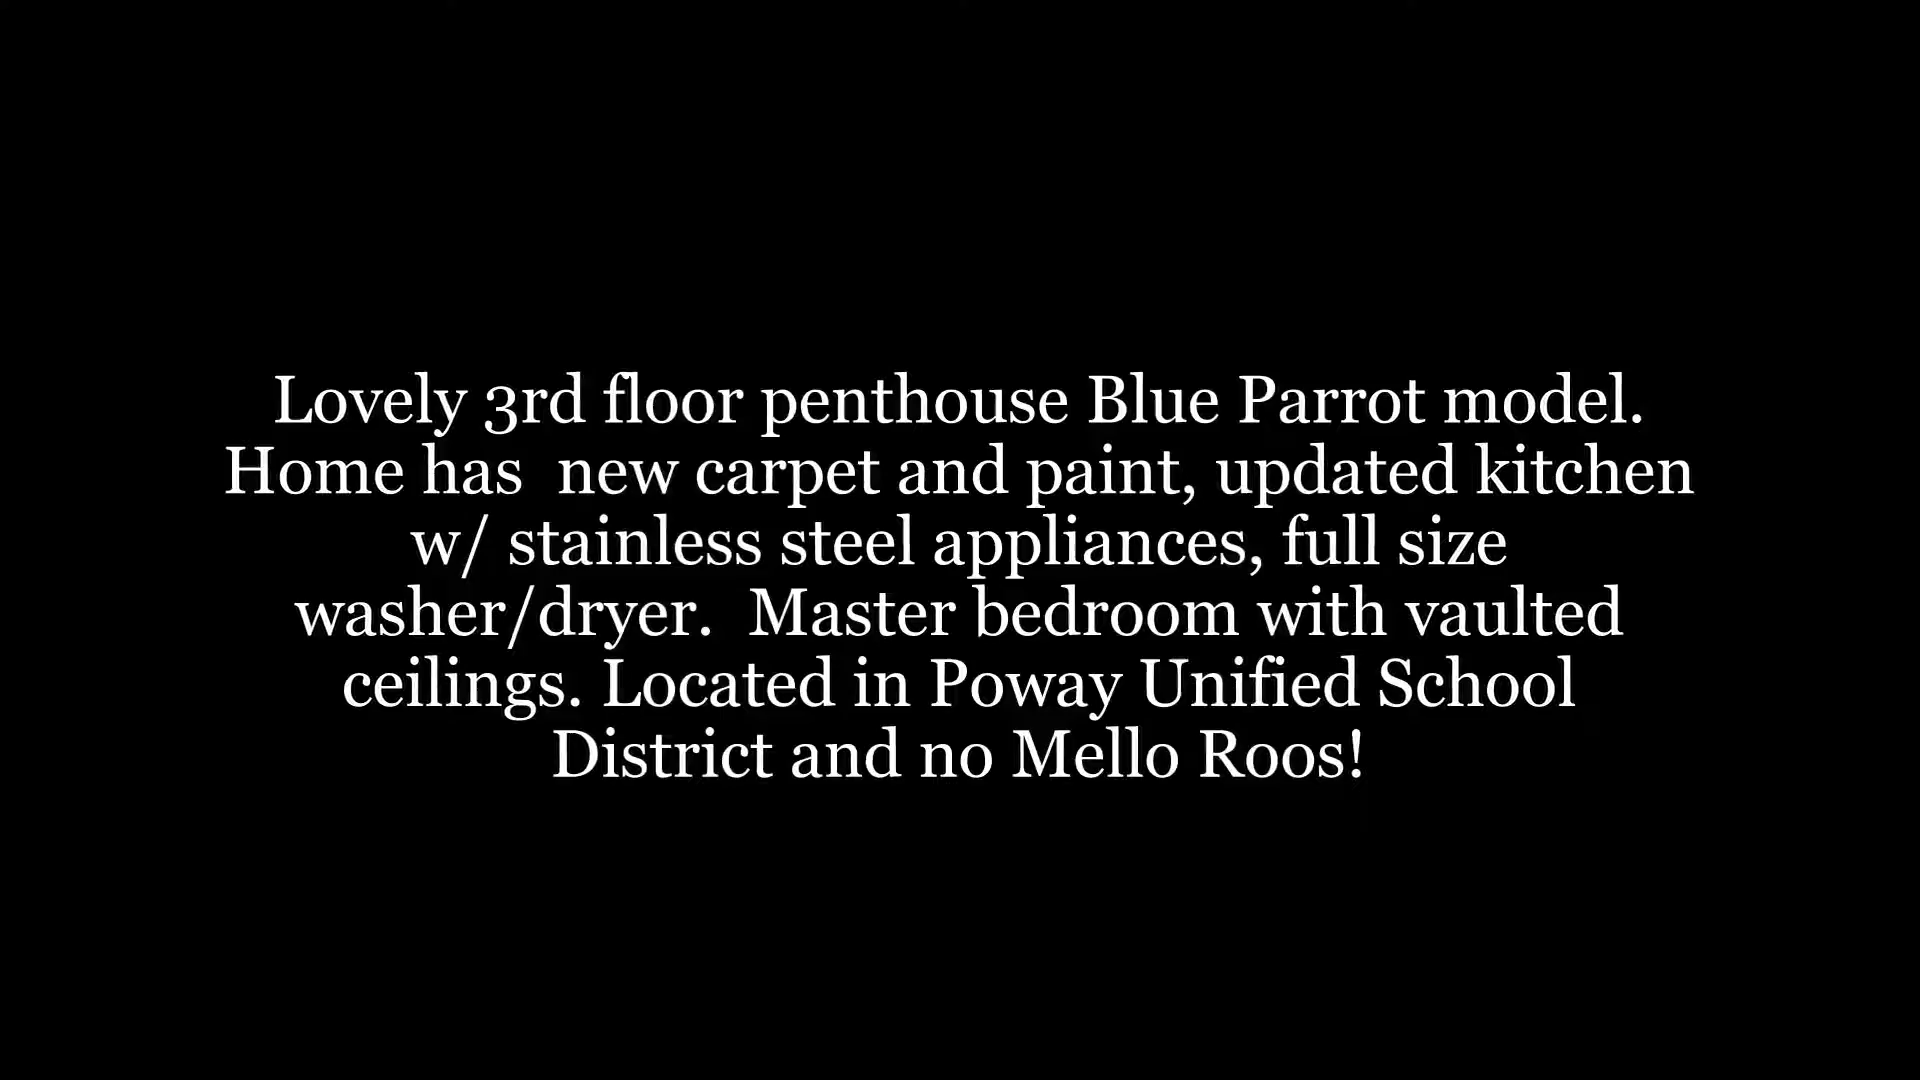 Lovely 3rd floor penthouse Blue Parrot model.
Home has  new carpet and paint, updated kitchen
w/ stainless steel appliances, full size
washer/dryer.  Master bedroom with vaulted
ceilings. Located in Poway Unified School
District and no Mello Roos!